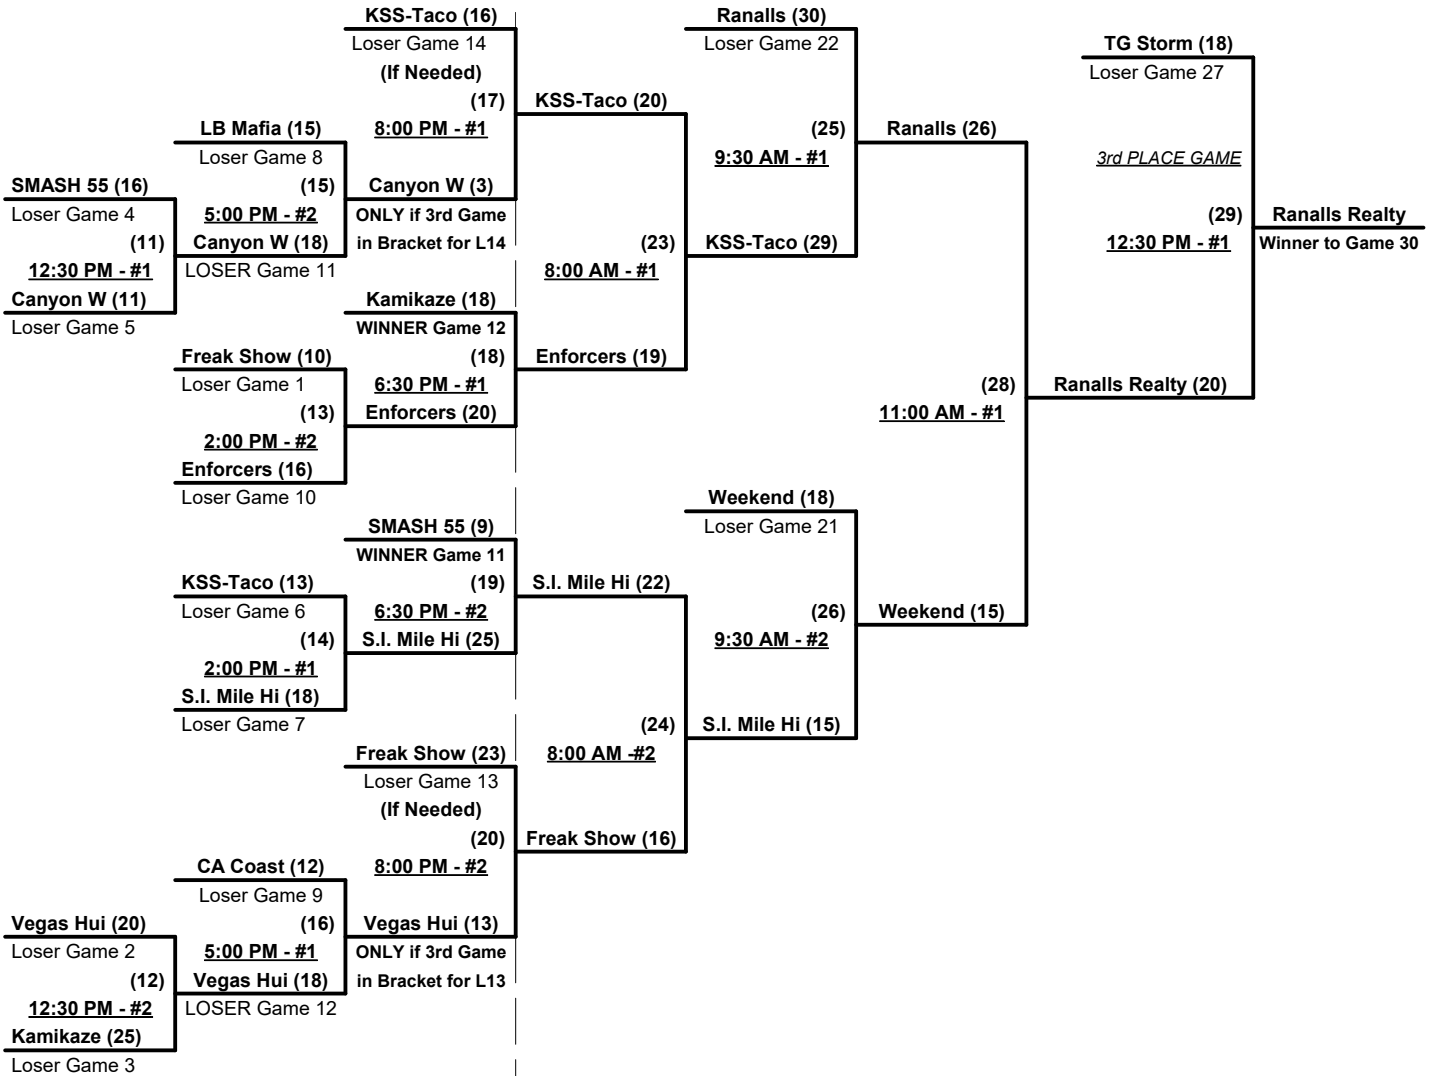 KSS-Taco (16)
Loser Game 14
(If Needed)
(17)
8:00 PM - #1
Ranalls (30)
Loser Game 22
TG Storm (18)
Loser Game 27
KSS-Taco (20)
LB Mafia (15)
Loser Game 8
(15)
5:00 PM - #2
Canyon W (18)
LOSER Game 11
(25)
9:30 AM - #1
Ranalls (26)
3rd PLACE GAME
SMASH 55 (16)
Loser Game 4
(11)
12:30 PM - #1
Canyon W (11)
Loser Game 5
Canyon W (3)
ONLY if 3rd Game
in Bracket for L14
(23)
8:00 AM - #1
KSS-Taco (29)
(29)
12:30 PM - #1
Ranalls Realty
Winner to Game 30
Kamikaze (18)
WINNER Game 12
(18)
6:30 PM - #1
Enforcers (20)
Freak Show (10)
Loser Game 1
(13)
2:00 PM - #2
Enforcers (16)
Loser Game 10
Enforcers (19)
(28)
11:00 AM - #1
Ranalls Realty (20)
Weekend (18)
Loser Game 21
SMASH 55 (9)
WINNER Game 11
(19)
6:30 PM - #2
S.I. Mile Hi (25)
KSS-Taco (13)
Loser Game 6
(14)
2:00 PM - #1
S.I. Mile Hi (18)
Loser Game 7
S.I. Mile Hi (22)
(26)
9:30 AM - #2
Weekend (15)
(24)
8:00 AM -#2
S.I. Mile Hi (15)
Freak Show (23)
Loser Game 13
(If Needed)
(20)
8:00 PM - #2
Freak Show (16)
CA Coast (12)
Loser Game 9
(16)
5:00 PM - #1
Vegas Hui (18)
LOSER Game 12
Vegas Hui (13)
ONLY if 3rd Game
in Bracket for L13
Vegas Hui (20)
Loser Game 2
(12)
12:30 PM - #2
Kamikaze (25)
Loser Game 3